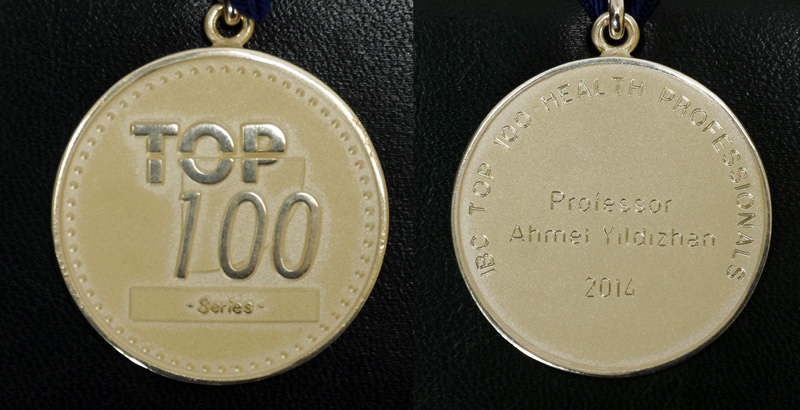 TOP
100
-Series-
IBC TOP 100 HEALTH PROFESSIONALS
Professor
Ahmet Yildizhan
2014